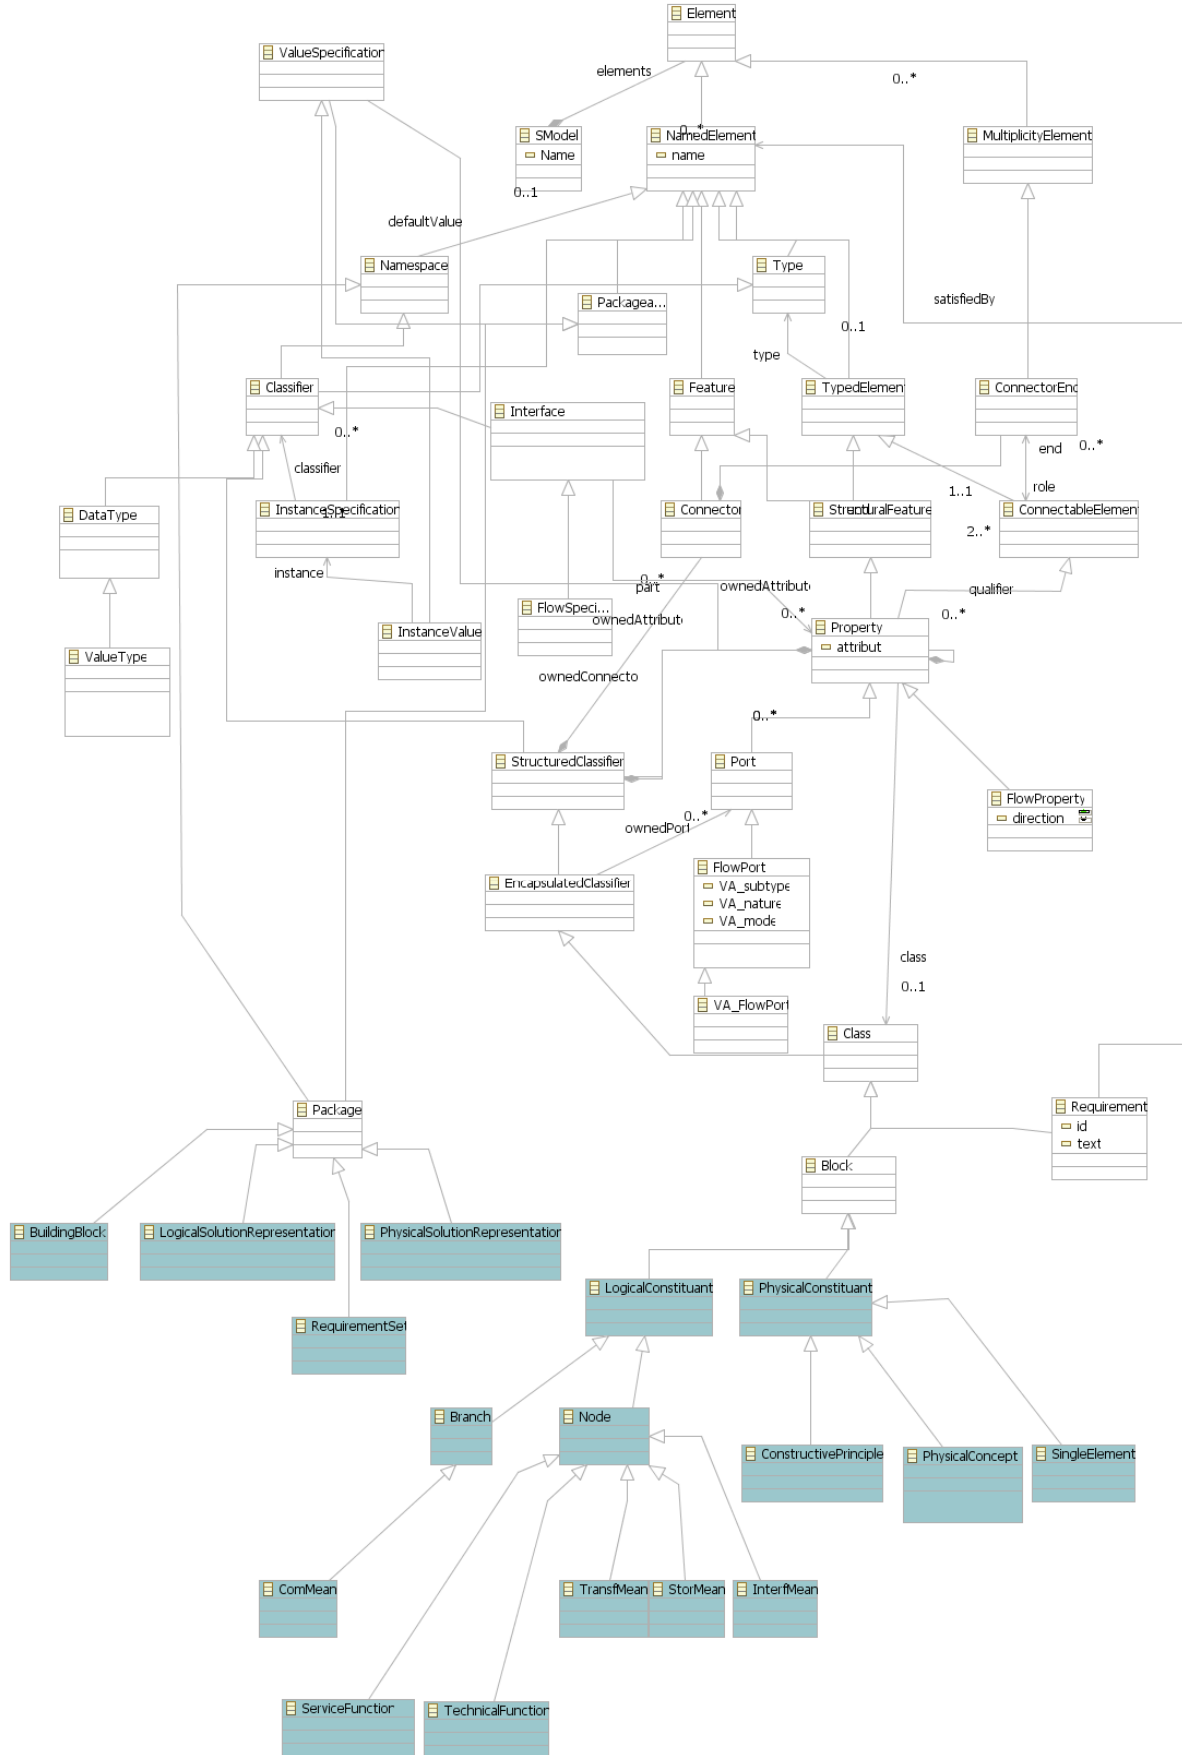 Element
ValueSpecification
elements
0..*
SModel
Name
0..*
NamedElement
name
MultiplicityElement
0..1
defaultValue
Namespace
Type
Packagea...
satisfiedBy
0..1
type
Classifier
Feature
TypedElement
ConnectorEnd
Interface
0..*
classifier
end
0..*
role
1..1
DataType
InstanceSpecification
1..1
Connector
StructuralFeature
ConnectableElement
2..*
instance
0..*
part
ownedAttribute
qualifier
FlowSpeci...
ownedAttribute
0..*
0..*
InstanceValue
Property
attribut
ValueType
ownedConnecto
0..*
StructuredClassifier
Port
FlowProperty
direction
0..*
ownedPort
EncapsulatedClassifier
FlowPort
VA_subtype
VA_nature
VA_mode
class
0..1
VA_FlowPort
Class
Package
Requirement
id
text
Block
BuildingBlock
LogicalSolutionRepresentation
PhysicalSolutionRepresentation
LogicalConstituant
PhysicalConstituant
RequirementSet
Branch
Node
ConstructivePrinciple
PhysicalConcept
SingleElement
ComMean
TransfMean
StorMean
InterfMean
ServiceFunction
TechnicalFunction